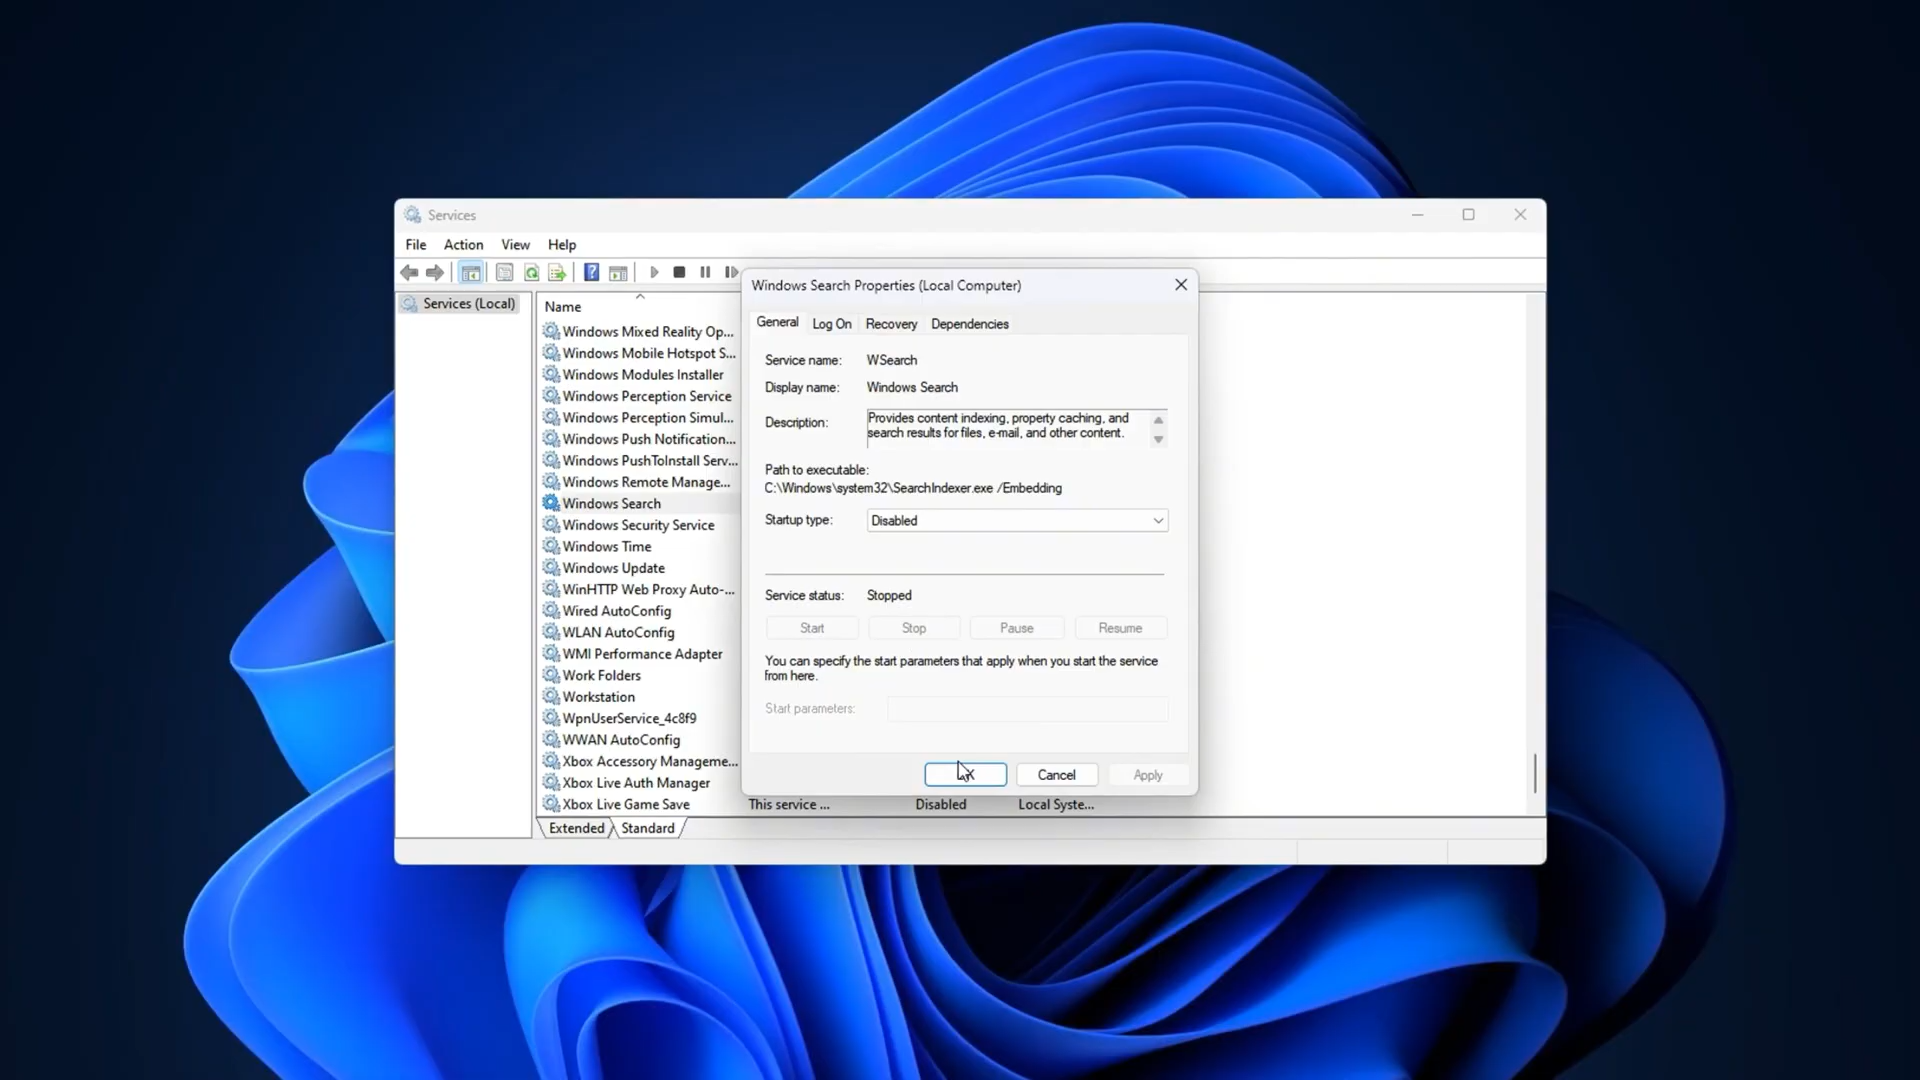 Services
File Action View Help
Services (Local)
Name
Windows Mixed Reality Op...
Windows Mobile Hotspot S...
Windows Modules Installer
Windows Perception Service
Windows Perception Simul...
Windows Push Notification...
Windows PushToInstall Serv...
Windows Remote Manage...
Windows Search
Windows Security Service
Windows Time
Windows Update
WinHTTP Web Proxy Auto-...
Wired AutoConfig
WLAN AutoConfig
WMI Performance Adapter
Work Folders
Workstation
WpnUserService_4c8f9
WWAN AutoConfig
Xbox Accessory Manageme...
Xbox Live Auth Manager
Xbox Live Game Save This service ... Disabled Local Syste...
Extended Standard
Windows Search Properties (Local Computer)
General Log On Recovery Dependencies
Service name: WSearch
Display name: Windows Search
Description: Provides content indexing, property caching, and
search results for files, e-mail, and other content.
Path to executable:
C:\Windows\system32\SearchIndexer.exe /Embedding
Startup type: Disabled
Service status: Stopped
Start Stop Pause Resume
You can specify the start parameters that apply when you start the service
from here.
Start parameters:
Cancel Apply